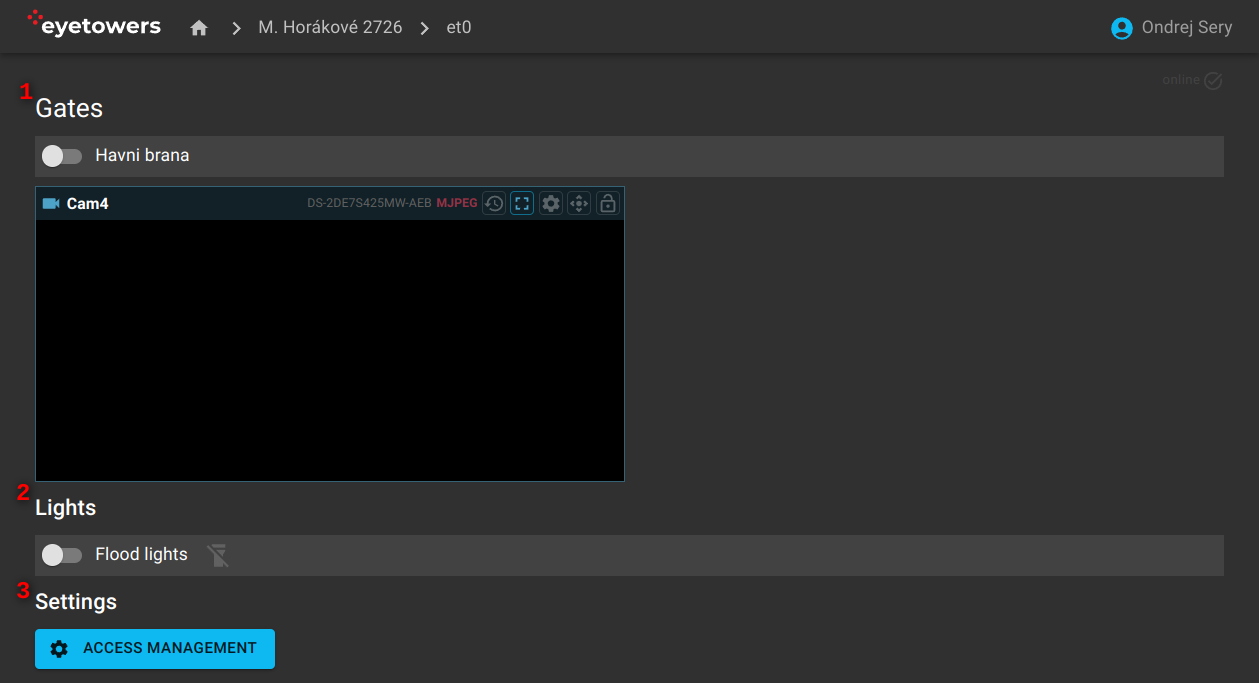 eyetowers M. Horákové 2726 et0 Ondrej Sery
online
1
Gates
Havni brana
Cam4 DS-2DE7S425MW-AEB MJPEG
2
Lights
Flood lights
3
Settings
ACCESS MANAGEMENT